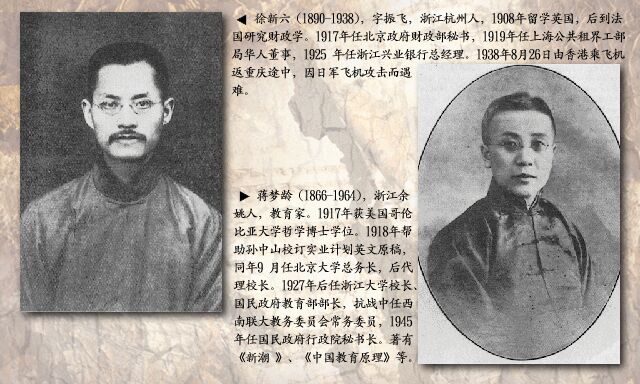 ◀ 徐新六（1890-1938），字振飞，浙江杭州人，1908年留学英国，后到法
国研究财政学。1917年任北京政府财政部秘书，1919年任上海公共租界工部
局华人董事，1925 年任浙江兴业银行总经理。1938年8月26日由香港乘飞机
返重庆途中，因日军飞机攻击而遇
难。
▶ 蒋梦龄（1866-1964），浙江余
姚人，教育家。1917年获美国哥伦
比亚大学哲学博士学位。1918年帮
助孙中山校订实业计划英文原稿，
同年9 月任北京大学总务长，后代
理校长。1927年后任浙江大学校长、
国民政府教育部部长，抗战中任西
南联大教务委员会常务委员，1945
年任国民政府行政院秘书长。著有
《新潮 》、《中国教育原理》等。